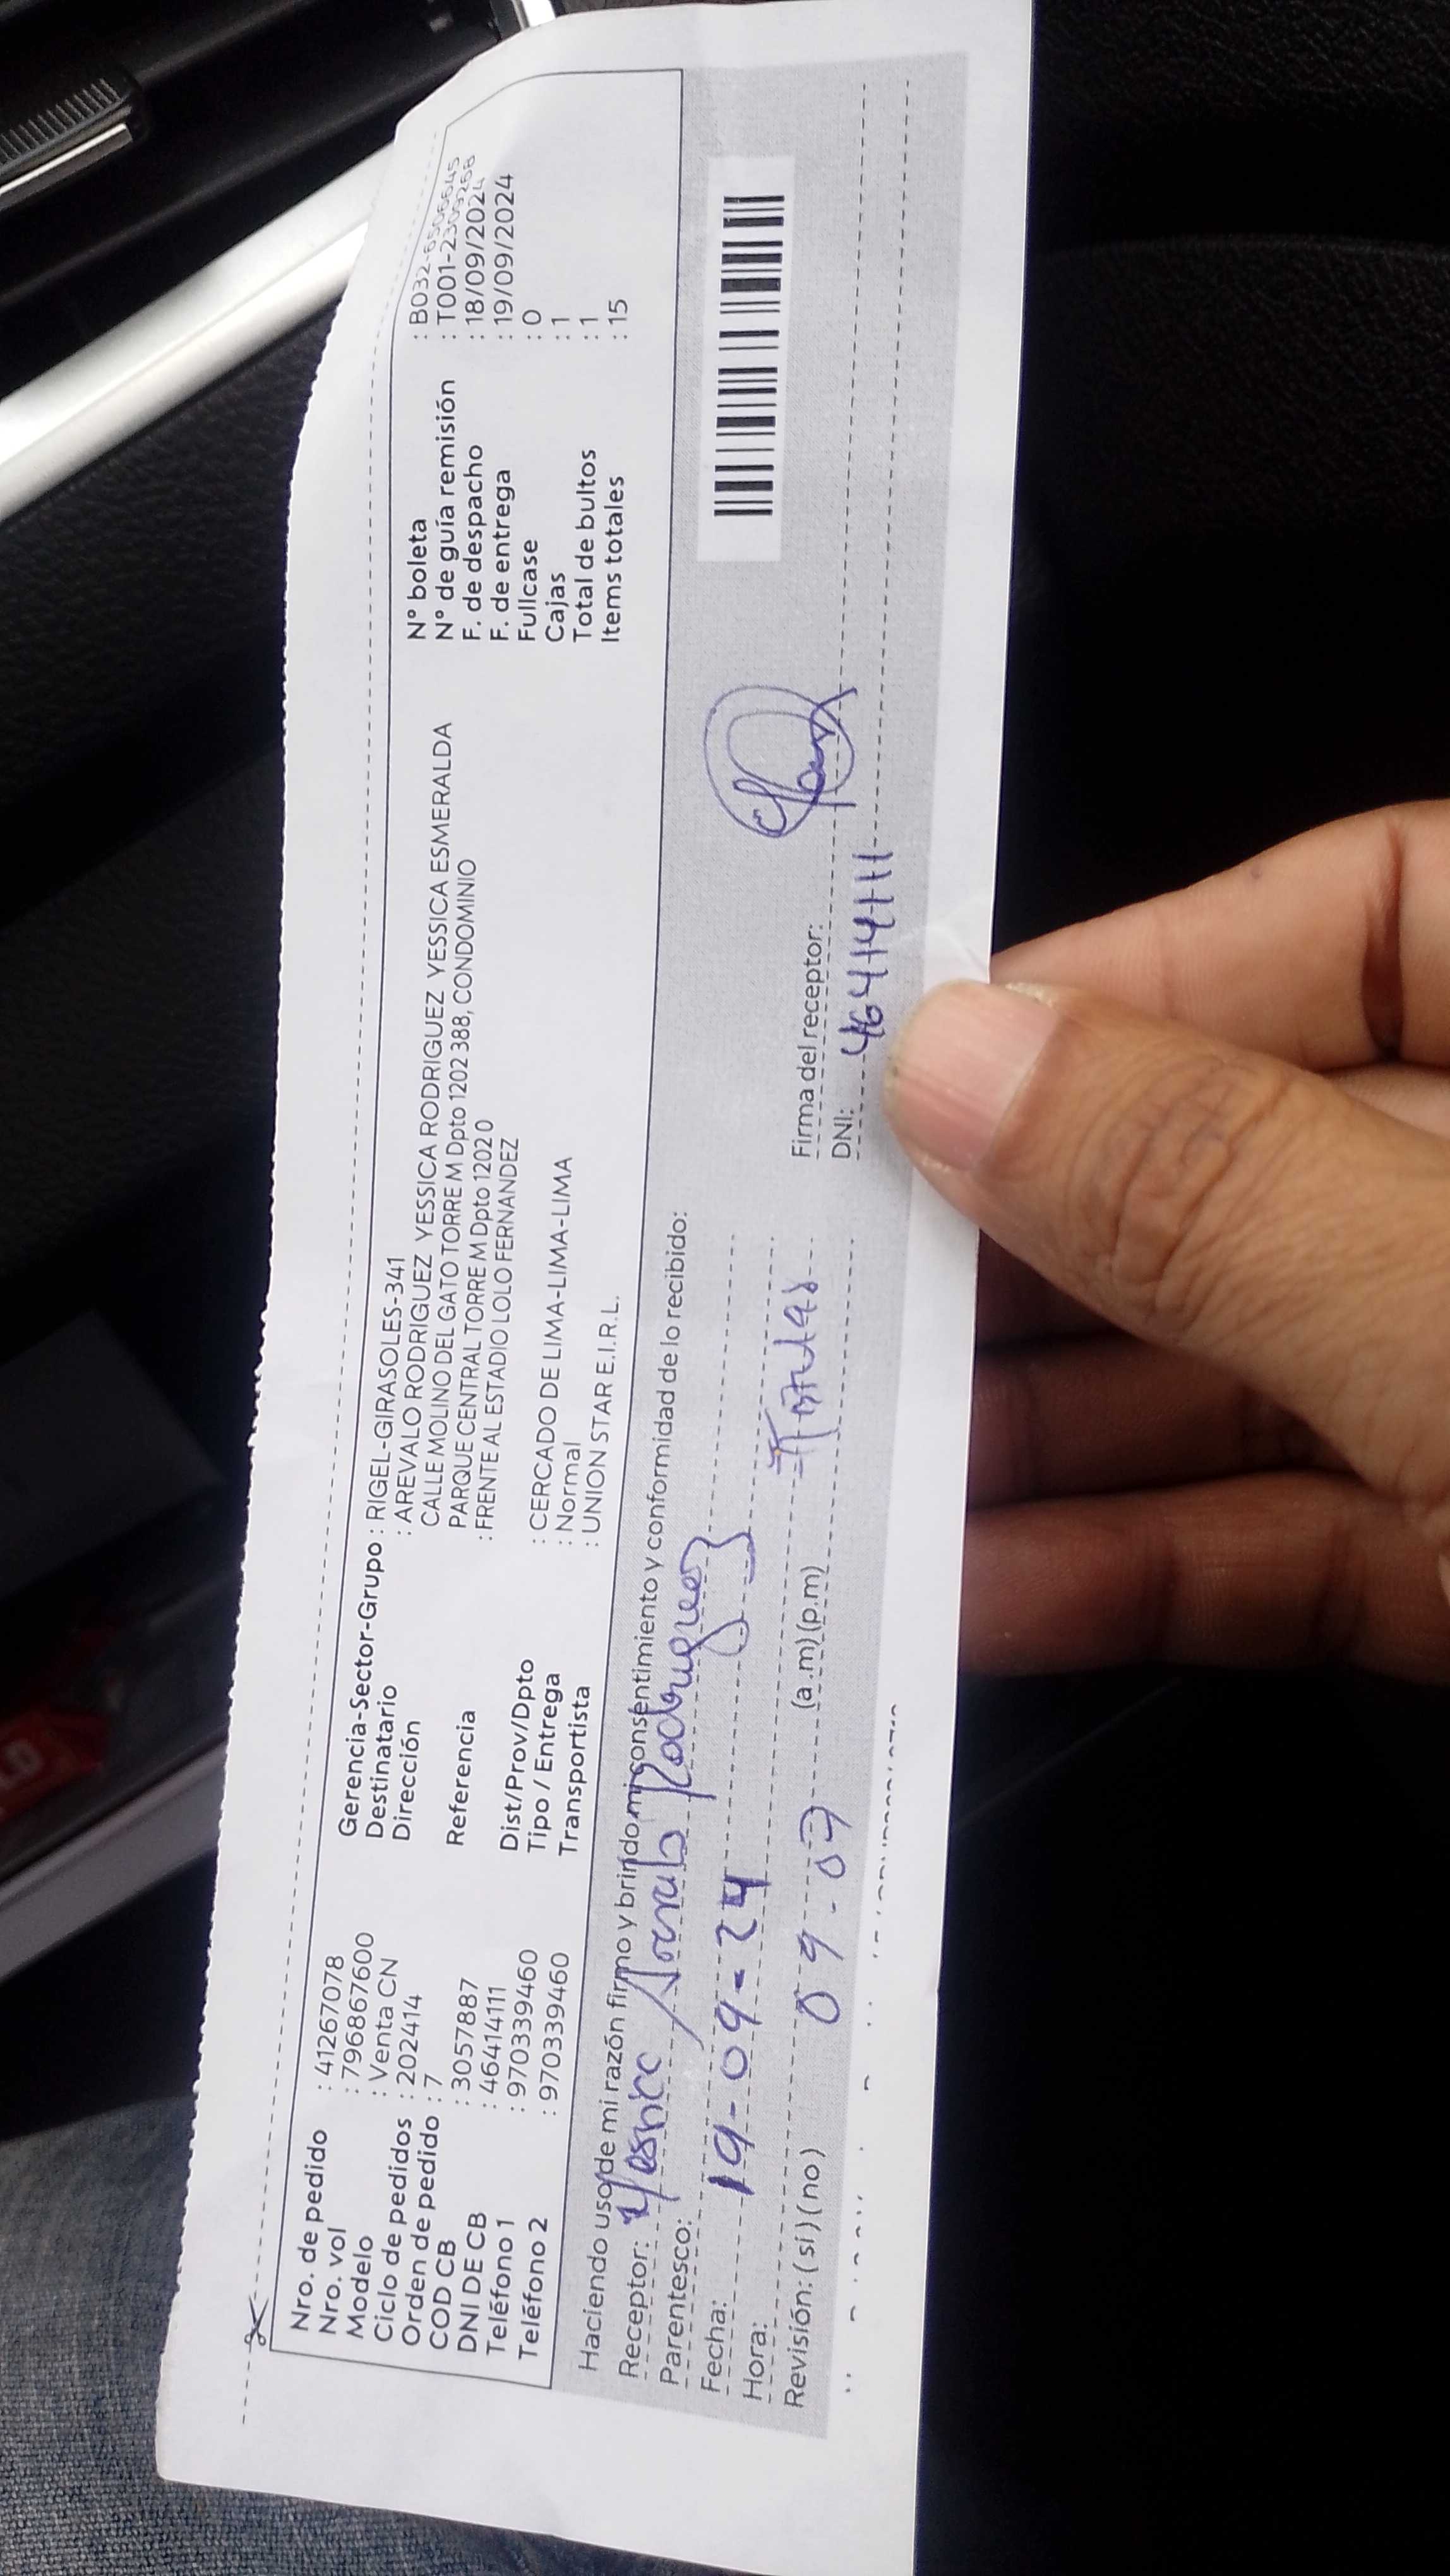 Nro. de pedido : 41267078
Nro. vol : 796867600
Modelo : Venta CN
Ciclo de pedidos : 202414
Orden de pedido : 7
COD CB : 3057887
DNI DE CB : 46414111
Teléfono 1 : 970339460
Teléfono 2 : 970339460
Gerencia-Sector-Grupo : RIGEL-GIRASOLES-341
Destinatario : AREVALO RODRIGUEZ YESSICA RODRIGUEZ YESSICA ESMERALDA
Dirección CALLE MOLINO DEL GATO TORRE M Dpto 1202 388, CONDOMINIO
PARQUE CENTRAL TORRE M Dpto 1202 0
Referencia : FRENTE AL ESTADIO LOLO FERNANDEZ
Dist/Prov/Dpto : CERCADO DE LIMA-LIMA-LIMA
Tipo / Entrega : Normal
Transportista : UNION STAR E.I.R.L.
N° boleta : B032-
N° de guía remisión : T001-
F. de despacho : 18/09/2024
F. de entrega : 19/09/2024
Fullcase : 0
Cajas : 1
Total de bultos : 1
Items totales : 15
Haciendo uso de mi razón firmo y brindo mi consentimiento y conformidad de lo recibido:
Receptor: Rodriguez
Parentesco:
Fecha: 19-09-24
Hora: 09-07 (a.m) (p.m)
Revisión: (si) (no)
Firma del receptor:
DNI: 46414111